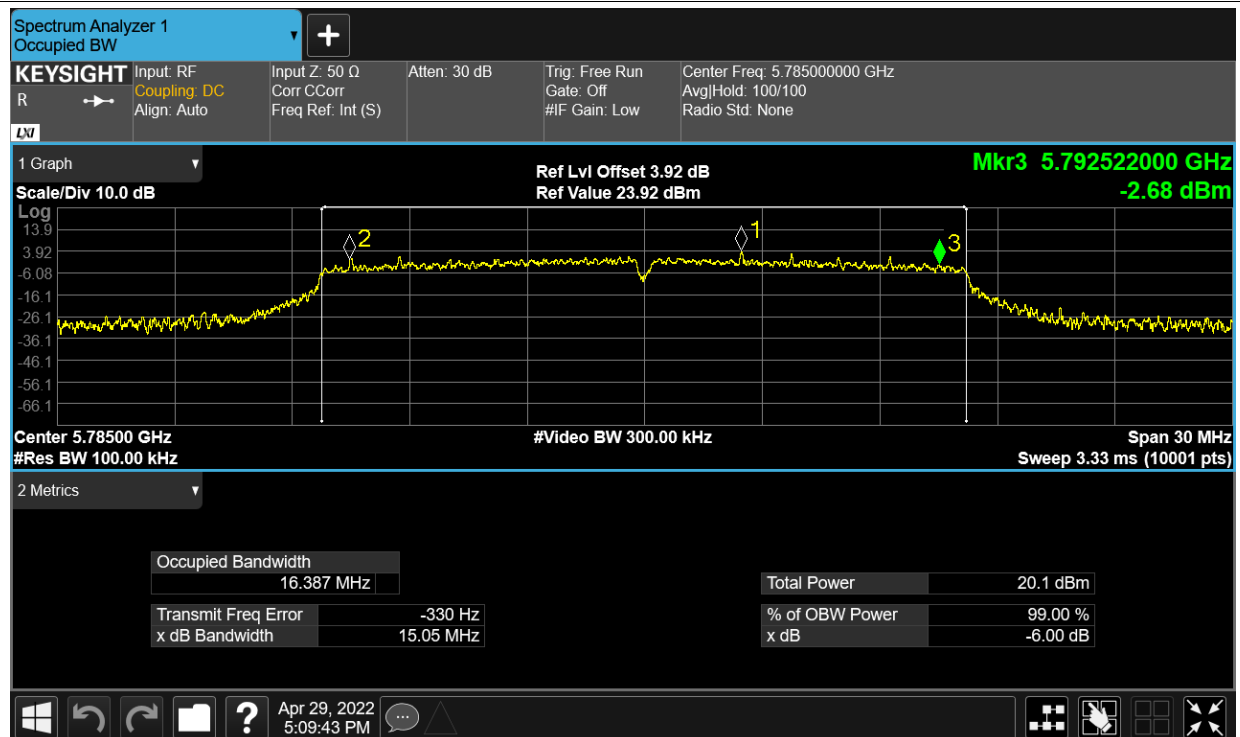 Spectrum Analyzer 1
Occupied BW
KEYSIGHT
R
LXI
Input: RF
Coupling: DC
Align: Auto
Input Z: 50 Ω
Corr CCorr
Freq Ref: Int (S)
Atten: 30 dB
Trig: Free Run
Gate: Off
#IF Gain: Low
Center Freq: 5.785000000 GHz
Avg|Hold: 100/100
Radio Std: None
1 Graph
Scale/Div 10.0 dB
Ref Lvl Offset 3.92 dB
Ref Value 23.92 dBm
Mkr3 5.792522000 GHz
-2.68 dBm
Log
13.9
3.92
-6.08
-16.1
-26.1
-36.1
-46.1
-56.1
-66.1
2
1
3
Center 5.78500 GHz
#Res BW 100.00 kHz
#Video BW 300.00 kHz
Span 30 MHz
Sweep 3.33 ms (10001 pts)
2 Metrics
Occupied Bandwidth
16.387 MHz
Transmit Freq Error -330 Hz
x dB Bandwidth 15.05 MHz
Total Power 20.1 dBm
% of OBW Power 99.00 %
x dB -6.00 dB
Apr 29, 2022
5:09:43 PM